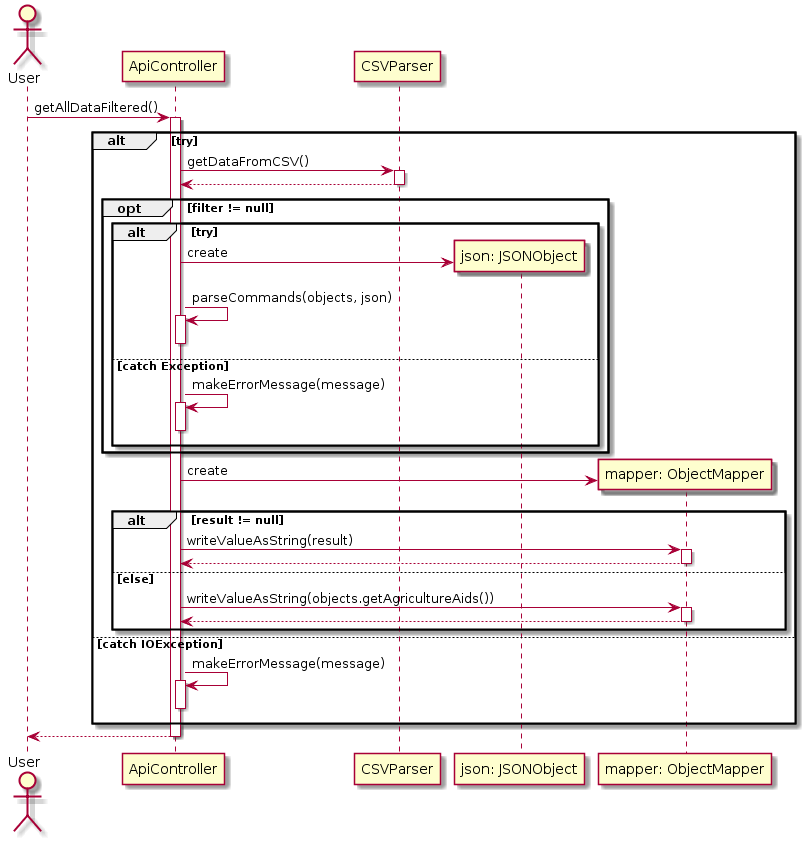 User
ApiController
CSVParser
getAllDataFiltered()
alt
[try]
getDataFromCSV()
opt
[filter != null]
alt
[try]
create
json: JSONObject
parseCommands(objects, json)
[catch Exception]
makeErrorMessage(message)
create
mapper: ObjectMapper
alt
[result != null]
writeValueAsString(result)
[else]
writeValueAsString(objects.getAgricultureAids())
[catch IOException]
makeErrorMessage(message)
User
ApiController
CSVParser
json: JSONObject
mapper: ObjectMapper